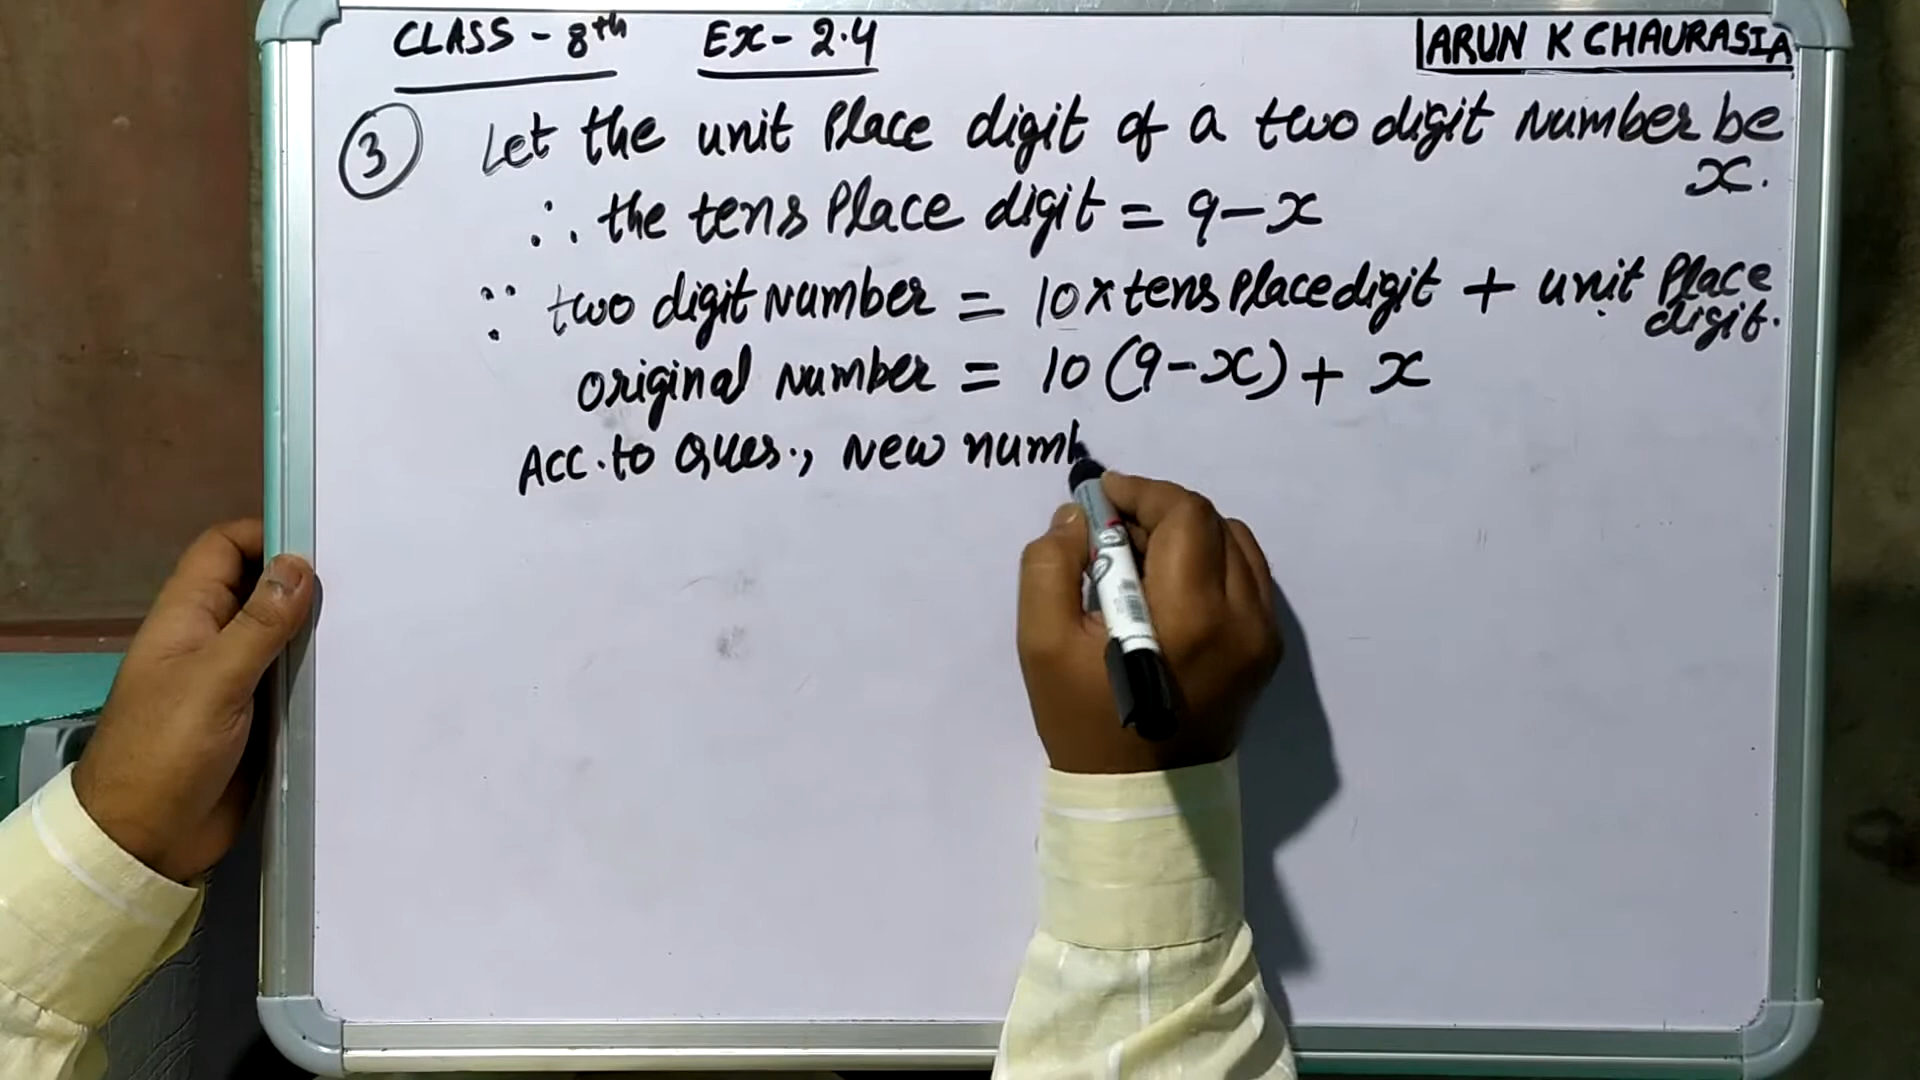 CLASS - 8th EX- 2.4 TARUN K CHAURASIA
③ Let the unit Place digit of a two digit Number be x.
∴ the tens Place digit = 9-x
∵ two digit Number = 10 x tens Place digit + unit Place digit.
original Number = 10 (9-x) + x
ACC. to Ques., New numb